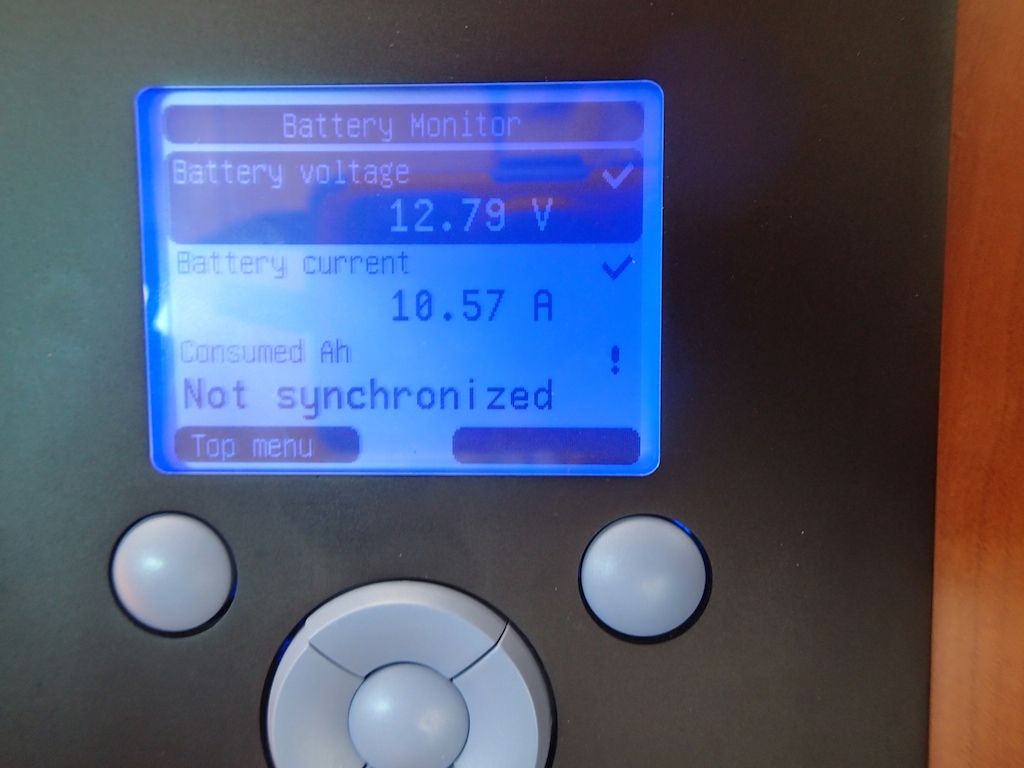 Battery Monitor
Battery voltage
12.79 V
Battery current
10.57 A
Consumed Ah !
Not synchronized
Top menu